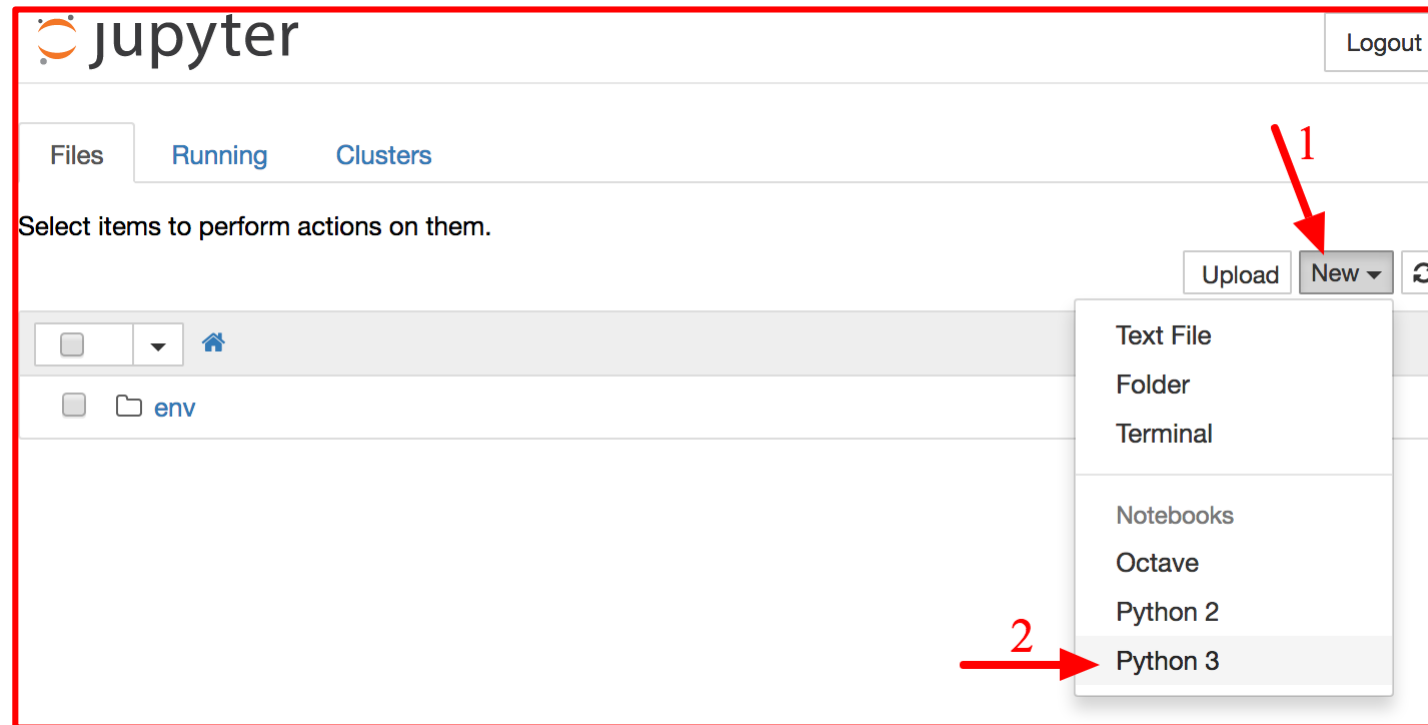 jupyter
Logout
Files Running Clusters
1
Select items to perform actions on them.
Upload New
Text File
Folder
env
Terminal
Notebooks
Octave
Python 2
2
Python 3